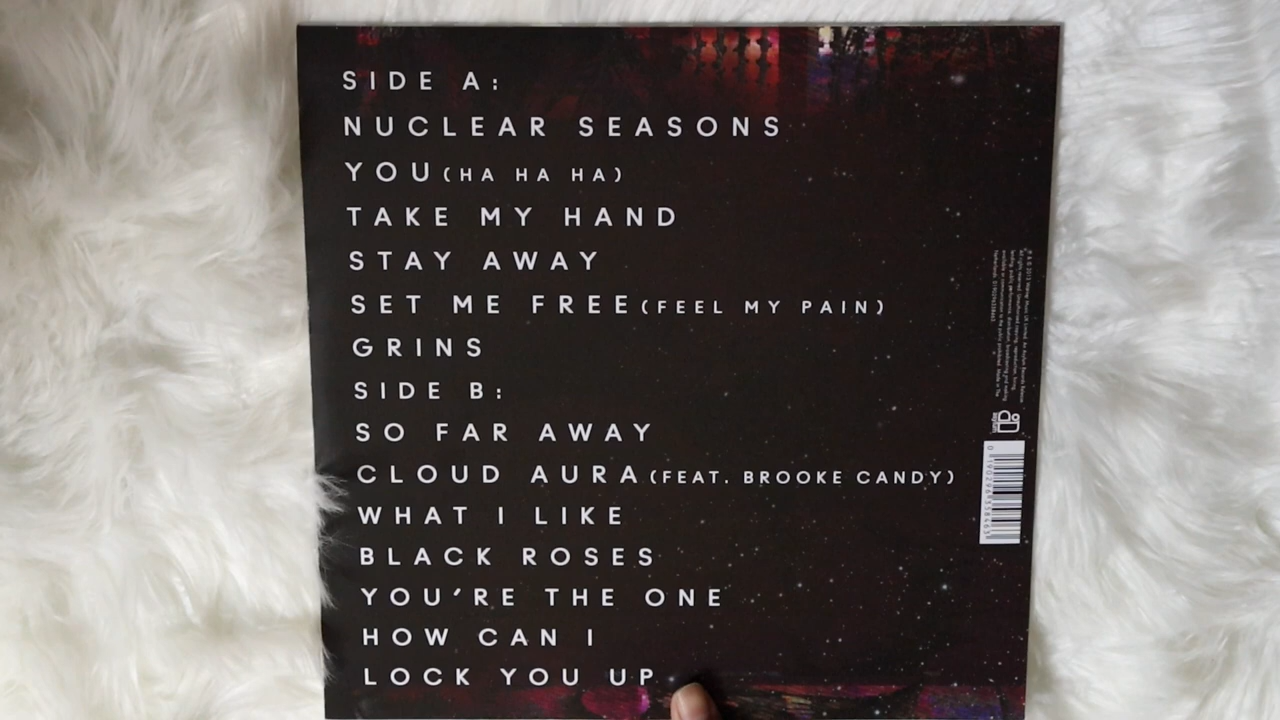 SIDE A:
NUCLEAR SEASONS
YOU (HA HA HA)
TAKE MY HAND
STAY AWAY
SET ME FREE (FEEL MY PAIN)
GRINS
SIDE B:
SO FAR AWAY
CLOUD AURA (FEAT. BROOKE CANDY)
WHAT I LIKE
BLACK ROSES
YOU'RE THE ONE
HOW CAN I
LOCK YOU UP